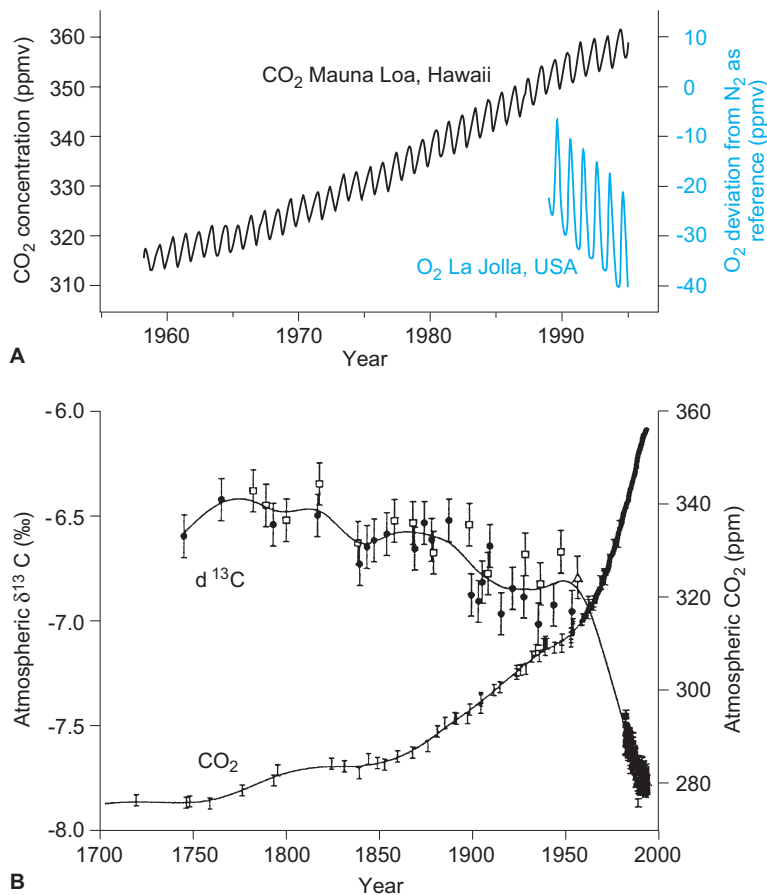 360
350
340
330
320
310
CO₂ concentration (ppmv)
CO₂ Mauna Loa, Hawaii
O₂ La Jolla, USA
10
0
-10
-20
-30
-40
O₂ deviation from N₂ as
reference (ppmv)
1960
1970
1980
1990
Year
A
-6.0
-6.5
-7.0
-7.5
-8.0
Atmospheric δ¹³ C (‰)
d ¹³C
CO₂
360
340
320
300
280
Atmospheric CO₂ (ppm)
1700
1750
1800
1850
1900
1950
2000
Year
B